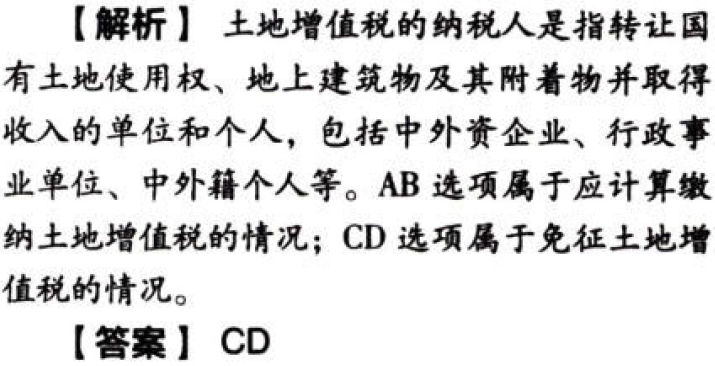 【解析】 土地增值税的纳税人是指转让国
有土地使用权、地上建筑物及其附着物并取得
收入的单位和个人，包括中外资企业、行政事
业单位、中外籍个人等。AB 选项属于应计算缴
纳土地增值税的情况；CD 选项属于免征土地增
值税的情况。
【答案】 CD